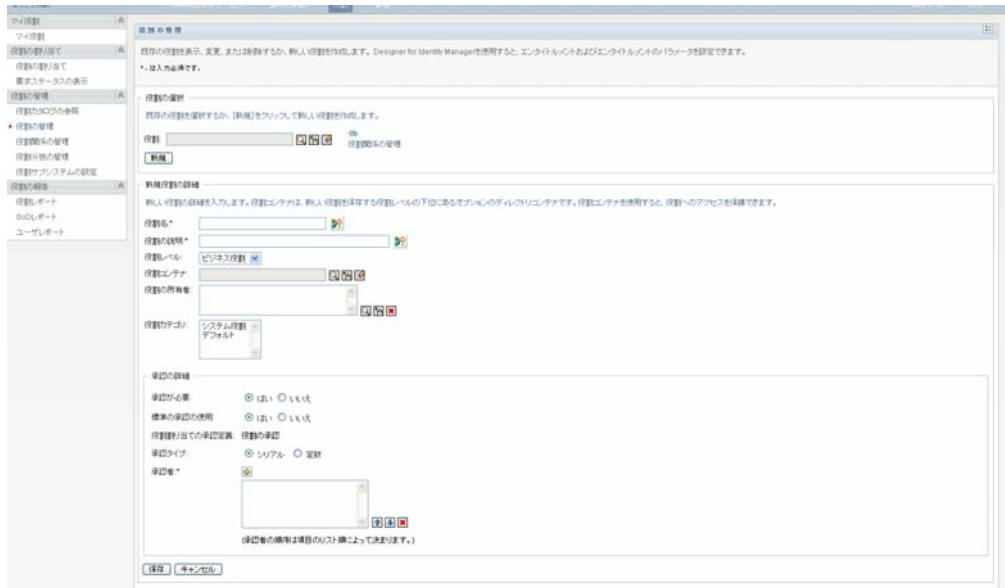 マイ役割
マイ役割
役割の割り当て
役割の割り当て
要求ステータスの表示
役割の管理
役割カタログの参照
役割の管理
役割関係の管理
役割分掌の管理
役割サブシステムの設定
役割の報告
役割レポート
SoDレポート
ユーザレポート
役割の管理
既存の役割を表示、変更、または削除するか、新しい役割を作成します。Designer for Identity Managerを使用すると、エンタイトルメントおよびエンタイトルメントのパラメータを設定できます。
* - は入力必須です。
役割の選択
既存の役割を選択するか、[新規]をクリックして新しい役割を作成します。
役割:
役割関係の管理
新規
新規役割の詳細
新しい役割の詳細を入力します。役割コンテナは、新しい役割を保存する役割レベルの下位にあるオプションのディレクトリコンテナです。役割コンテナを使用すると、役割へのアクセスを保護できます。
役割名:*
役割の説明:*
役割レベル: ビジネス役割
役割コンテナ:
役割の所有者:
役割カテゴリ: システム役割
デフォルト
承認の詳細
承認が必要: はい いいえ
標準の承認の使用: はい いいえ
役割割り当ての承認定義: 役割の承認
承認タイプ: シリアル 定数
承認者:*
(承認者の順序は項目のリスト順によって決まります。)
保存 キャンセル